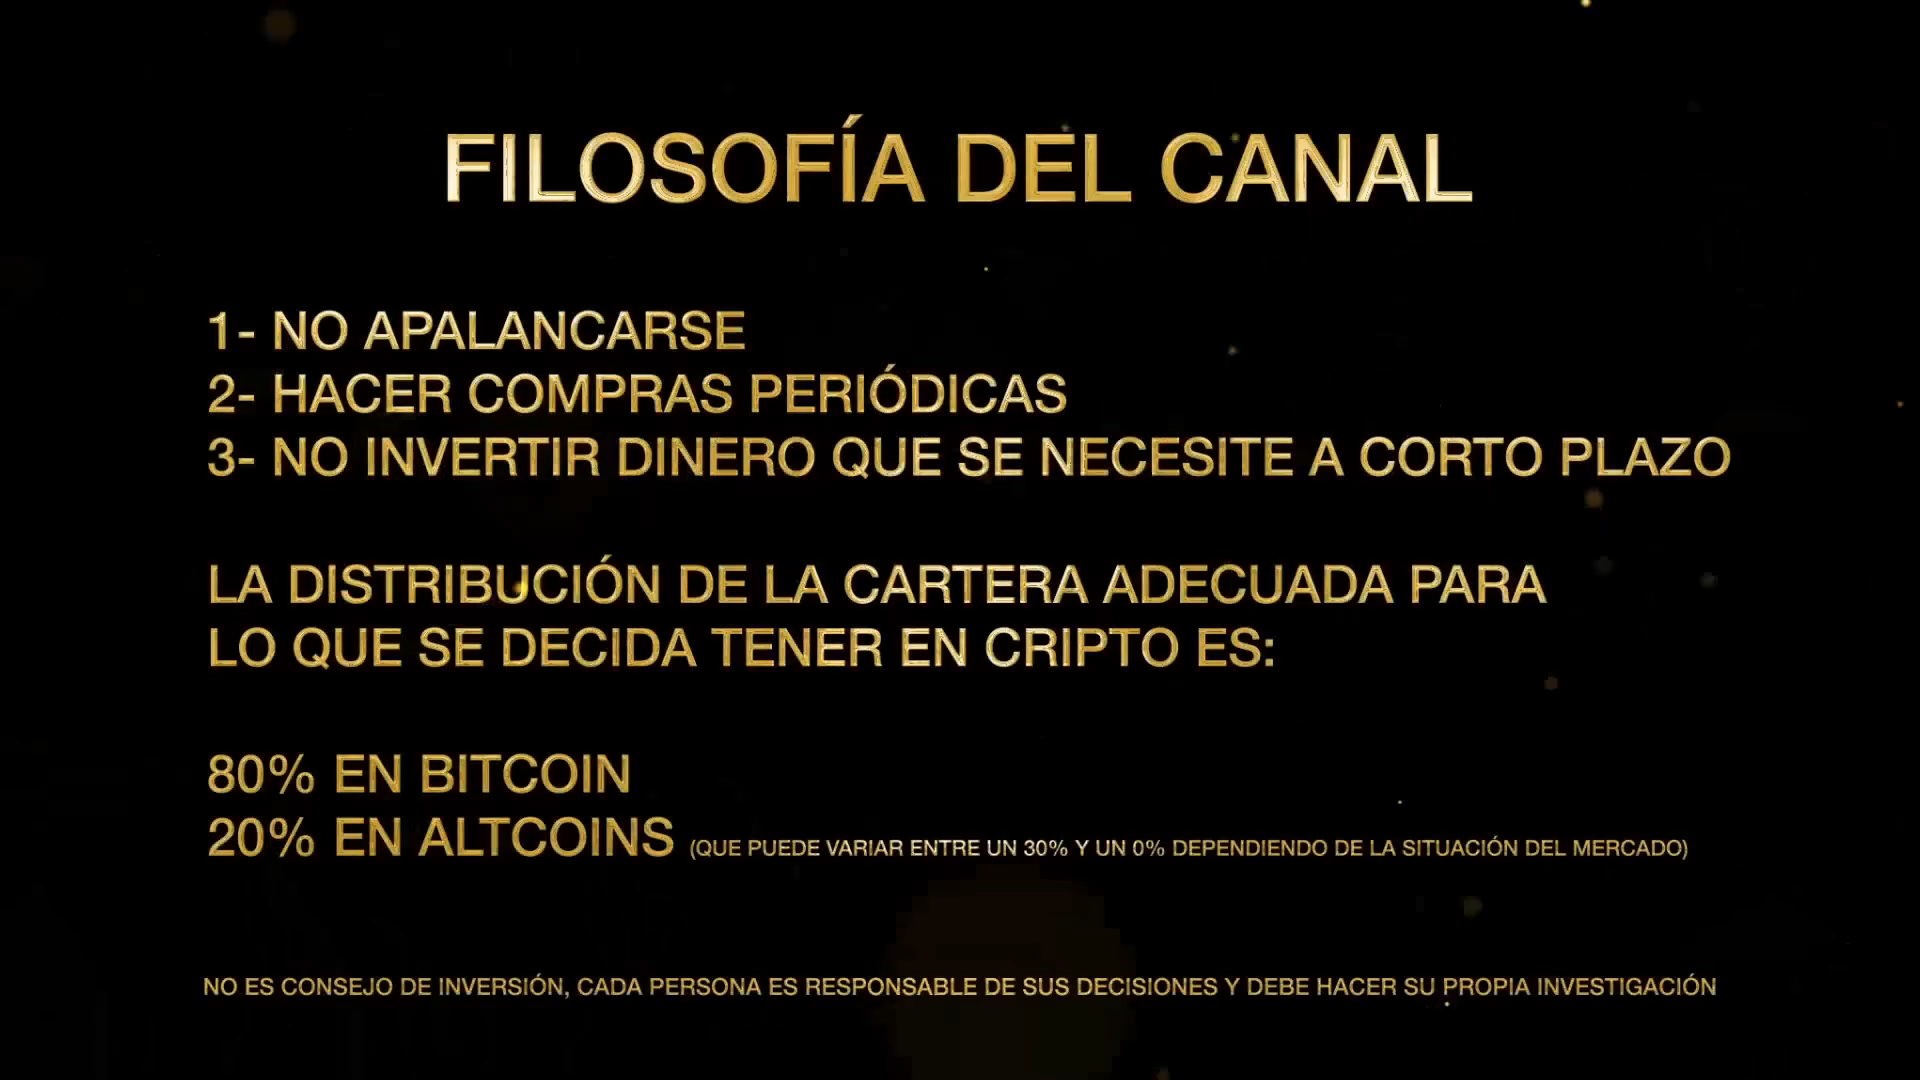 FILOSOFÍA DEL CANAL
1- NO APALANCARSE
2- HACER COMPRAS PERIÓDICAS
3- NO INVERTIR DINERO QUE SE NECESITE A CORTO PLAZO
LA DISTRIBUCIÓN DE LA CARTERA ADECUADA PARA
LO QUE SE DECIDA TENER EN CRIPTO ES:
80% EN BITCOIN
20% EN ALTCOINS (QUE PUEDE VARIAR ENTRE UN 30% Y UN 0% DEPENDIENDO DE LA SITUACIÓN DEL MERCADO)
NO ES CONSEJO DE INVERSIÓN, CADA PERSONA ES RESPONSABLE DE SUS DECISIONES Y DEBE HACER SU PROPIA INVESTIGACIÓN